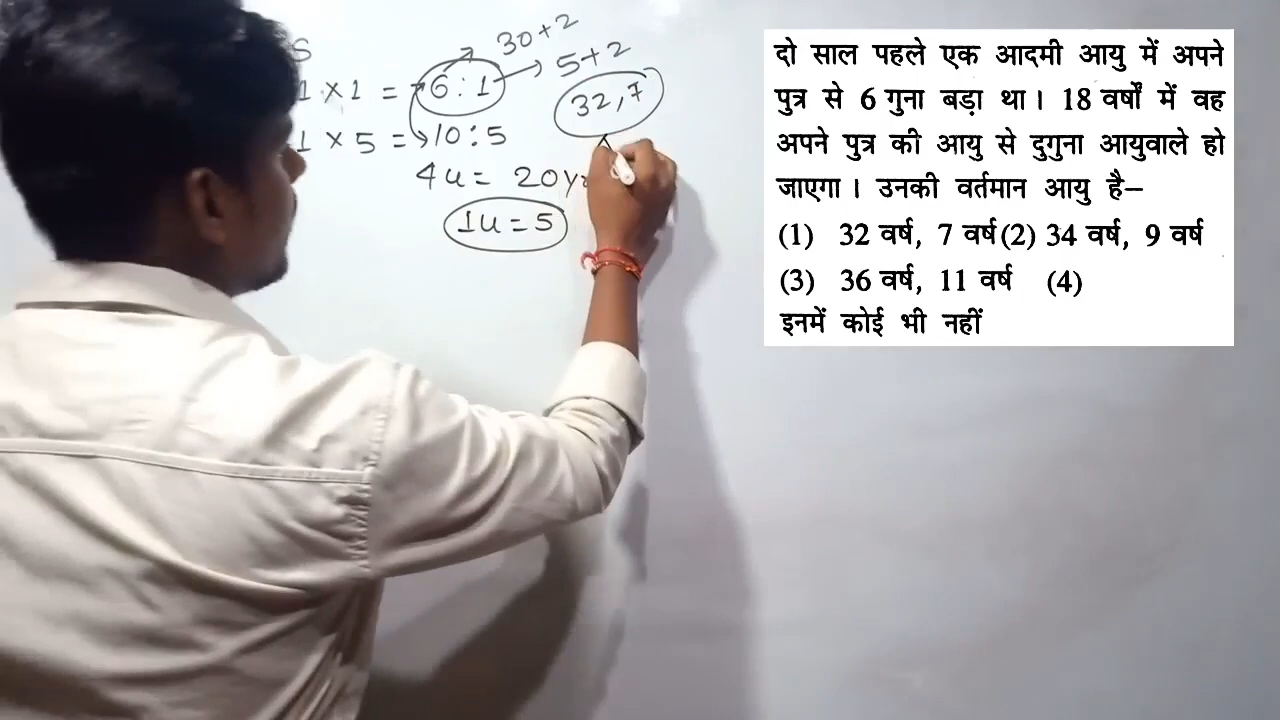 S
30+2
1 × 1 = 6 : 1 → 5+2
1 × 5 = 10 : 5
32, 7
4u = 20y
1u = 5
दो साल पहले एक आदमी आयु में अपने
पुत्र से 6 गुना बड़ा था। 18 वर्षों में वह
अपने पुत्र की आयु से दुगुना आयुवाले हो
जाएगा। उनकी वर्तमान आयु है–
(1) 32 वर्ष, 7 वर्ष (2) 34 वर्ष, 9 वर्ष
(3) 36 वर्ष, 11 वर्ष (4)
इनमें कोई भी नहीं